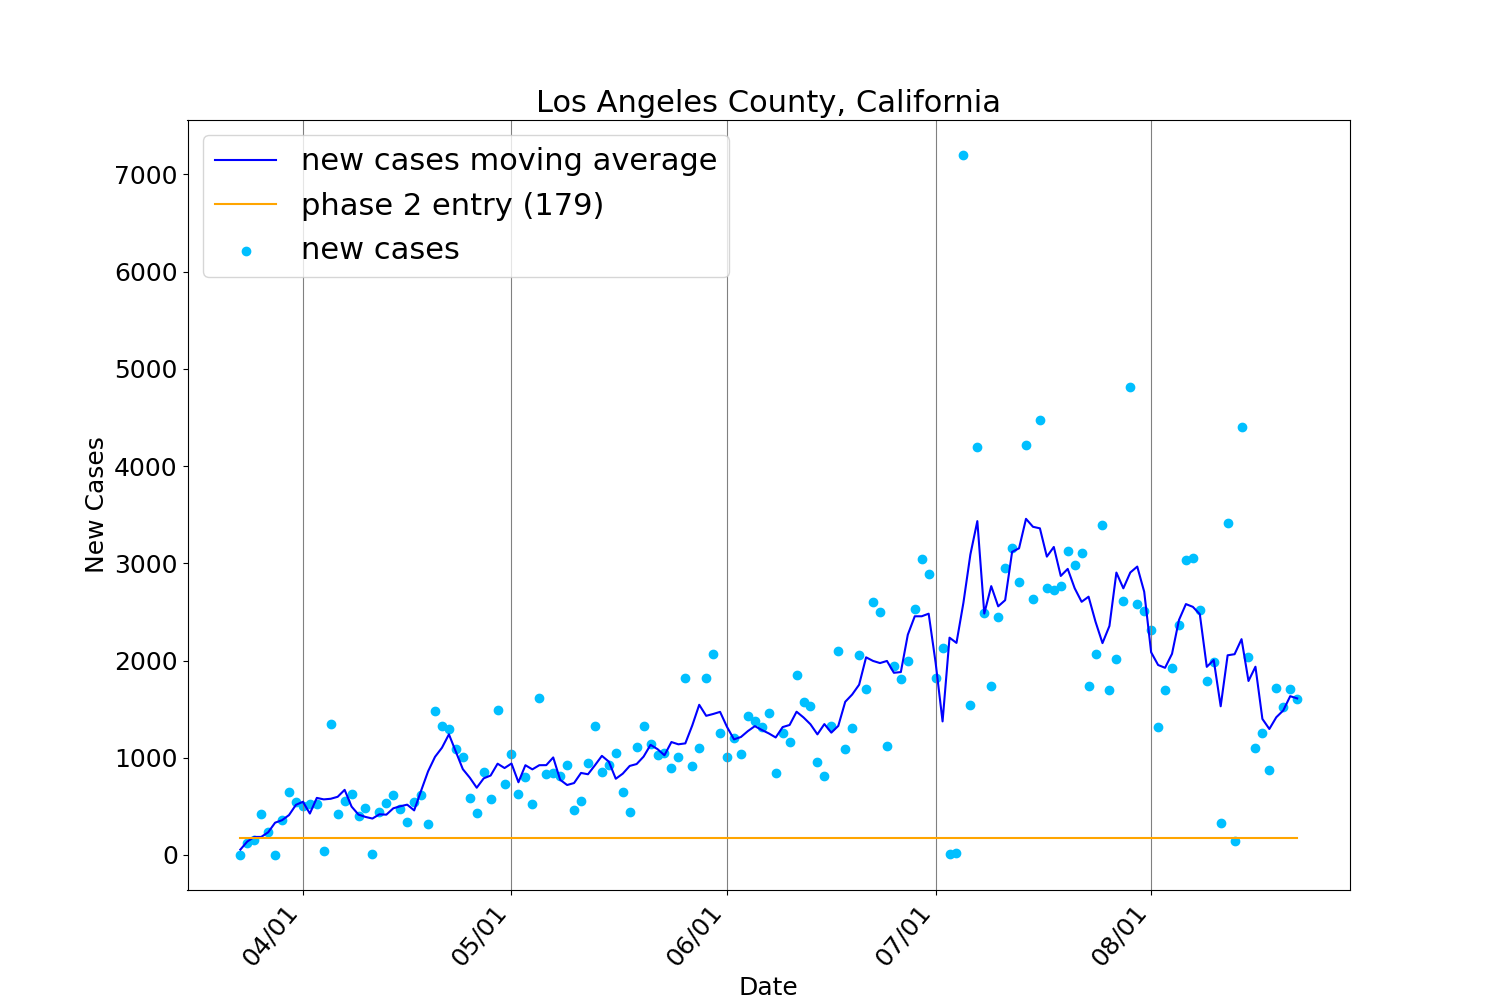 Los Angeles County, California
new cases moving average
phase 2 entry (179)
new cases
7000
6000
5000
4000
3000
2000
1000
0
New Cases
04/01
05/01
06/01
07/01
08/01
Date